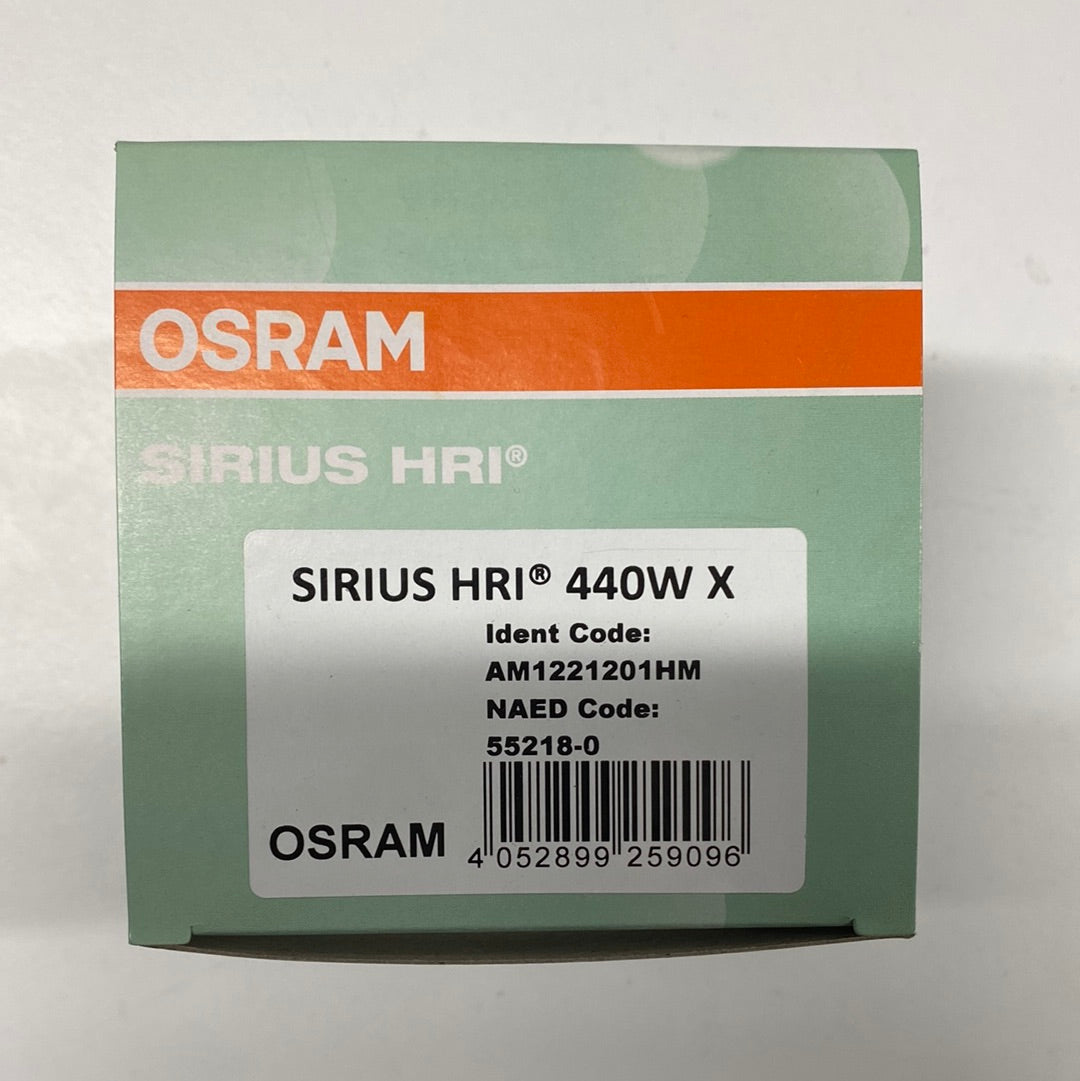 OSRAM
SIRIUS HRI®
SIRIUS HRI® 440W X
Ident Code:
AM1221201HM
NAED Code:
55218-0
OSRAM
4 052899 259096